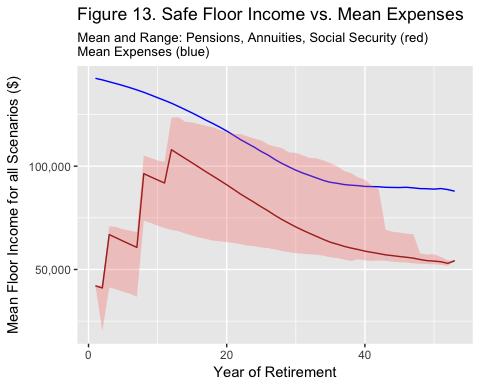 Figure 13. Safe Floor Income vs. Mean Expenses
Mean and Range: Pensions, Annuities, Social Security (red)
Mean Expenses (blue)
Mean Floor Income for all Scenarios ($)
100,000
50,000
0
20
40
Year of Retirement